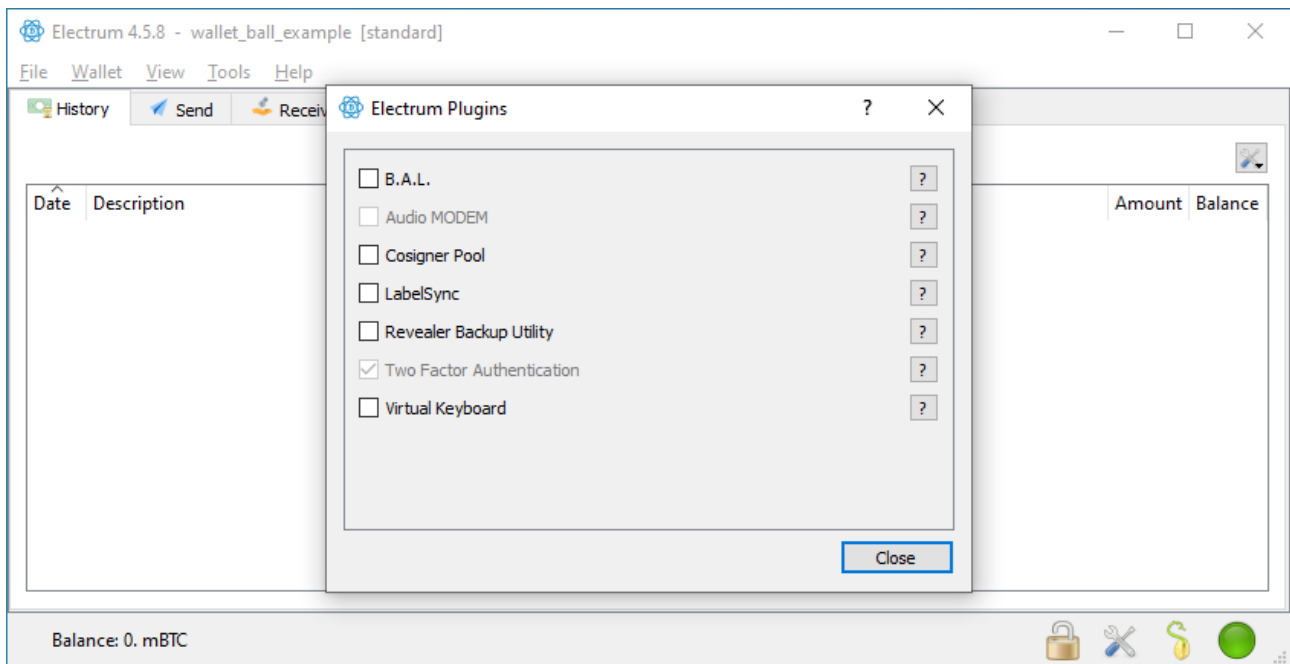 Electrum 4.5.8 - wallet_ball_example [standard]
File Wallet View Tools Help
History Send Receiv
Electrum Plugins ?
B.A.L. ?
Audio MODEM ?
Cosigner Pool ?
LabelSync ?
Revealer Backup Utility ?
Two Factor Authentication ?
Virtual Keyboard ?
Close
Date Description Amount Balance
Balance: 0. mBTC